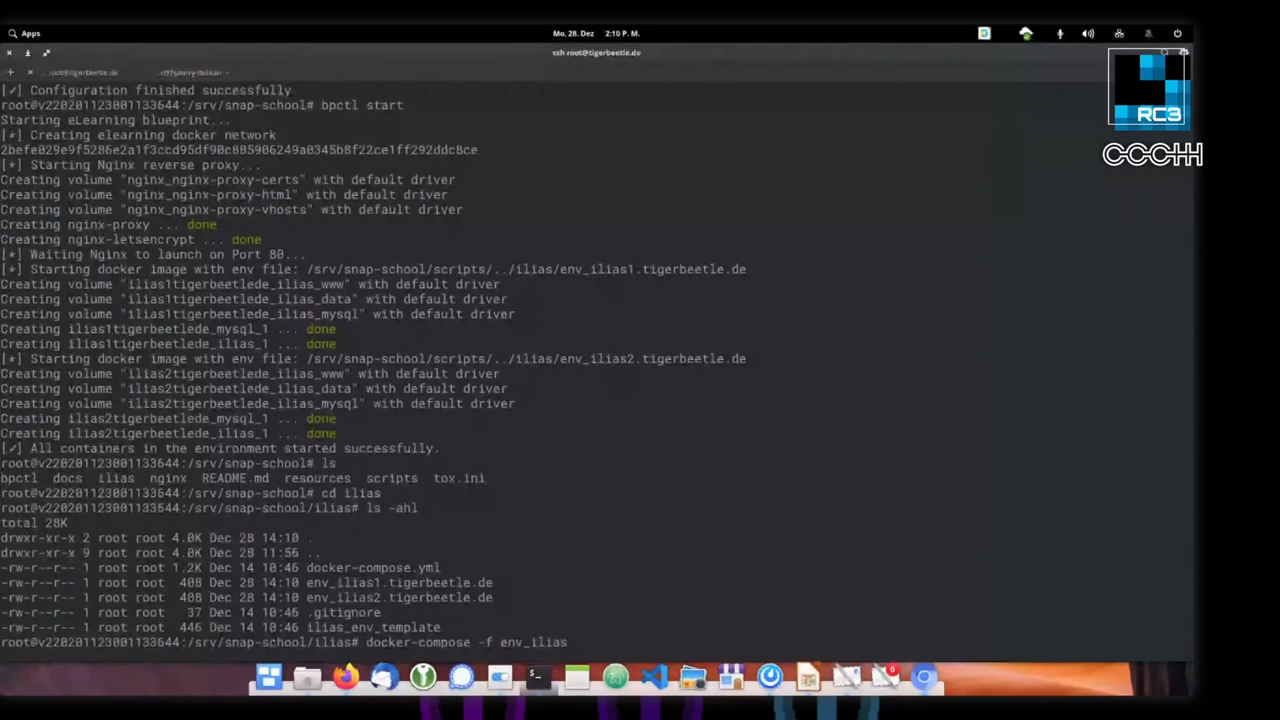 Apps
Mo. 28. Dez 2:10 P. M.
ssh root@tigerbeetle.de
root@tigerbeetle.de
[✓] Configuration finished successfully
root@v220201123001133644:/srv/snap-school# bpctl start
Starting eLearning blueprint...
[*] Creating elearning docker network
2befe029e9f5286e2a1f3ccd95df90c885906249a0345b8f22ce1ff292ddc8ce
[*] Starting Nginx reverse proxy...
Creating volume "nginx_nginx-proxy-certs" with default driver
Creating volume "nginx_nginx-proxy-html" with default driver
Creating volume "nginx_nginx-proxy-vhosts" with default driver
Creating nginx-proxy ... done
Creating nginx-letsencrypt ... done
[*] Waiting Nginx to launch on Port 80...
[*] Starting docker image with env file: /srv/snap-school/scripts/../ilias/env_ilias1.tigerbeetle.de
Creating volume "ilias1tigerbeetlede_ilias_www" with default driver
Creating volume "ilias1tigerbeetlede_ilias_data" with default driver
Creating volume "ilias1tigerbeetlede_ilias_mysql" with default driver
Creating ilias1tigerbeetlede_mysql_1 ... done
Creating ilias1tigerbeetlede_ilias_1 ... done
[*] Starting docker image with env file: /srv/snap-school/scripts/../ilias/env_ilias2.tigerbeetle.de
Creating volume "ilias2tigerbeetlede_ilias_www" with default driver
Creating volume "ilias2tigerbeetlede_ilias_data" with default driver
Creating volume "ilias2tigerbeetlede_ilias_mysql" with default driver
Creating ilias2tigerbeetlede_mysql_1 ... done
Creating ilias2tigerbeetlede_ilias_1 ... done
[✓] All containers in the environment started successfully.
root@v220201123001133644:/srv/snap-school# ls
bpctl docs ilias nginx README.md resources scripts tox.ini
root@v220201123001133644:/srv/snap-school# cd ilias
root@v220201123001133644:/srv/snap-school/ilias# ls -ahl
total 28K
drwxr-xr-x 2 root root 4.0K Dec 28 14:10 .
drwxr-xr-x 9 root root 4.0K Dec 28 11:56 ..
-rw-r--r-- 1 root root 1.2K Dec 14 10:46 docker-compose.yml
-rw-r--r-- 1 root root 408 Dec 28 14:10 env_ilias1.tigerbeetle.de
-rw-r--r-- 1 root root 408 Dec 28 14:10 env_ilias2.tigerbeetle.de
-rw-r--r-- 1 root root 37 Dec 14 10:46 .gitignore
-rw-r--r-- 1 root root 446 Dec 14 10:46 ilias_env_template
root@v220201123001133644:/srv/snap-school/ilias# docker-compose -f env_ilias
RC3
CCCHH